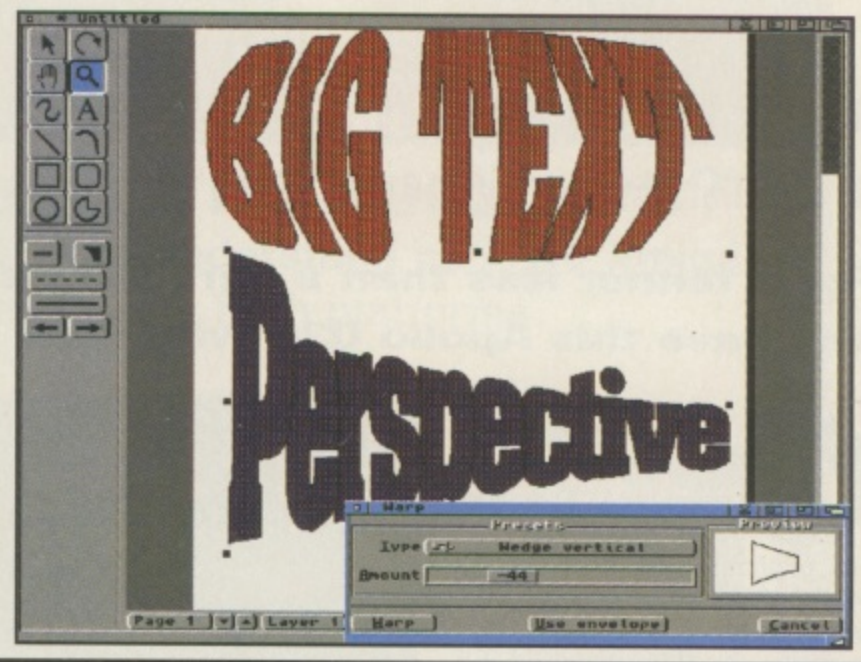 Untitled
A
BIG TEXT
Perspective
Warp
Presets
Type Wedge vertical
Amount -44
Preview
Page 1 Layer 1
Warp Use envelope Cancel